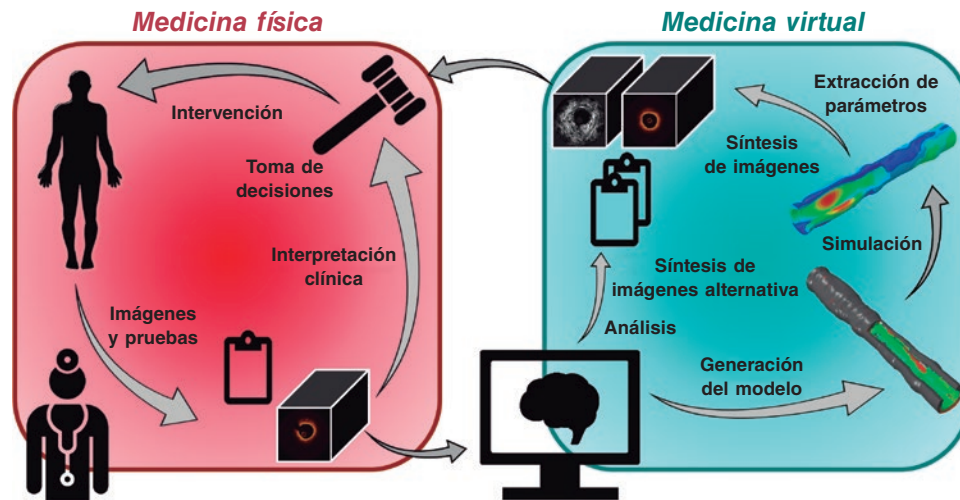 Medicina física
Intervención
Toma de
decisiones
Interpretación
clínica
Imágenes
y pruebas
Medicina virtual
Extracción de
parámetros
Síntesis
de imágenes
Simulación
Síntesis de
imágenes alternativa
Análisis
Generación
del modelo